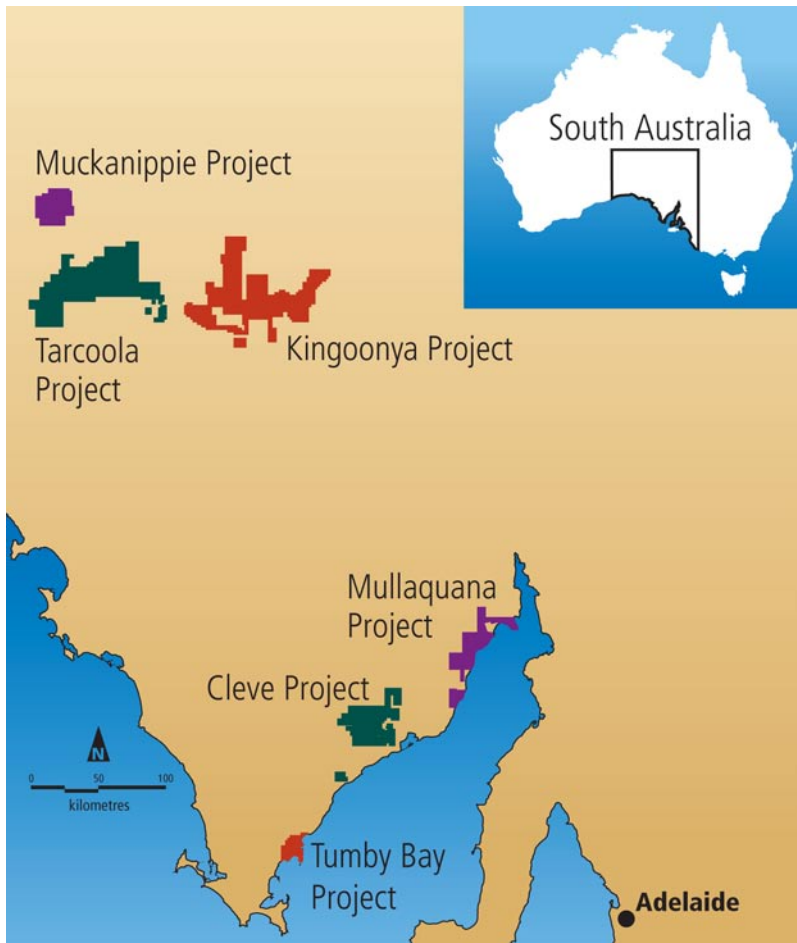 South Australia
Muckanippie Project
Tarcoola
Project
Kingoonya Project
Mullaquana
Project
Cleve Project
N
0 50 100
kilometres
Tumby Bay
Project
Adelaide